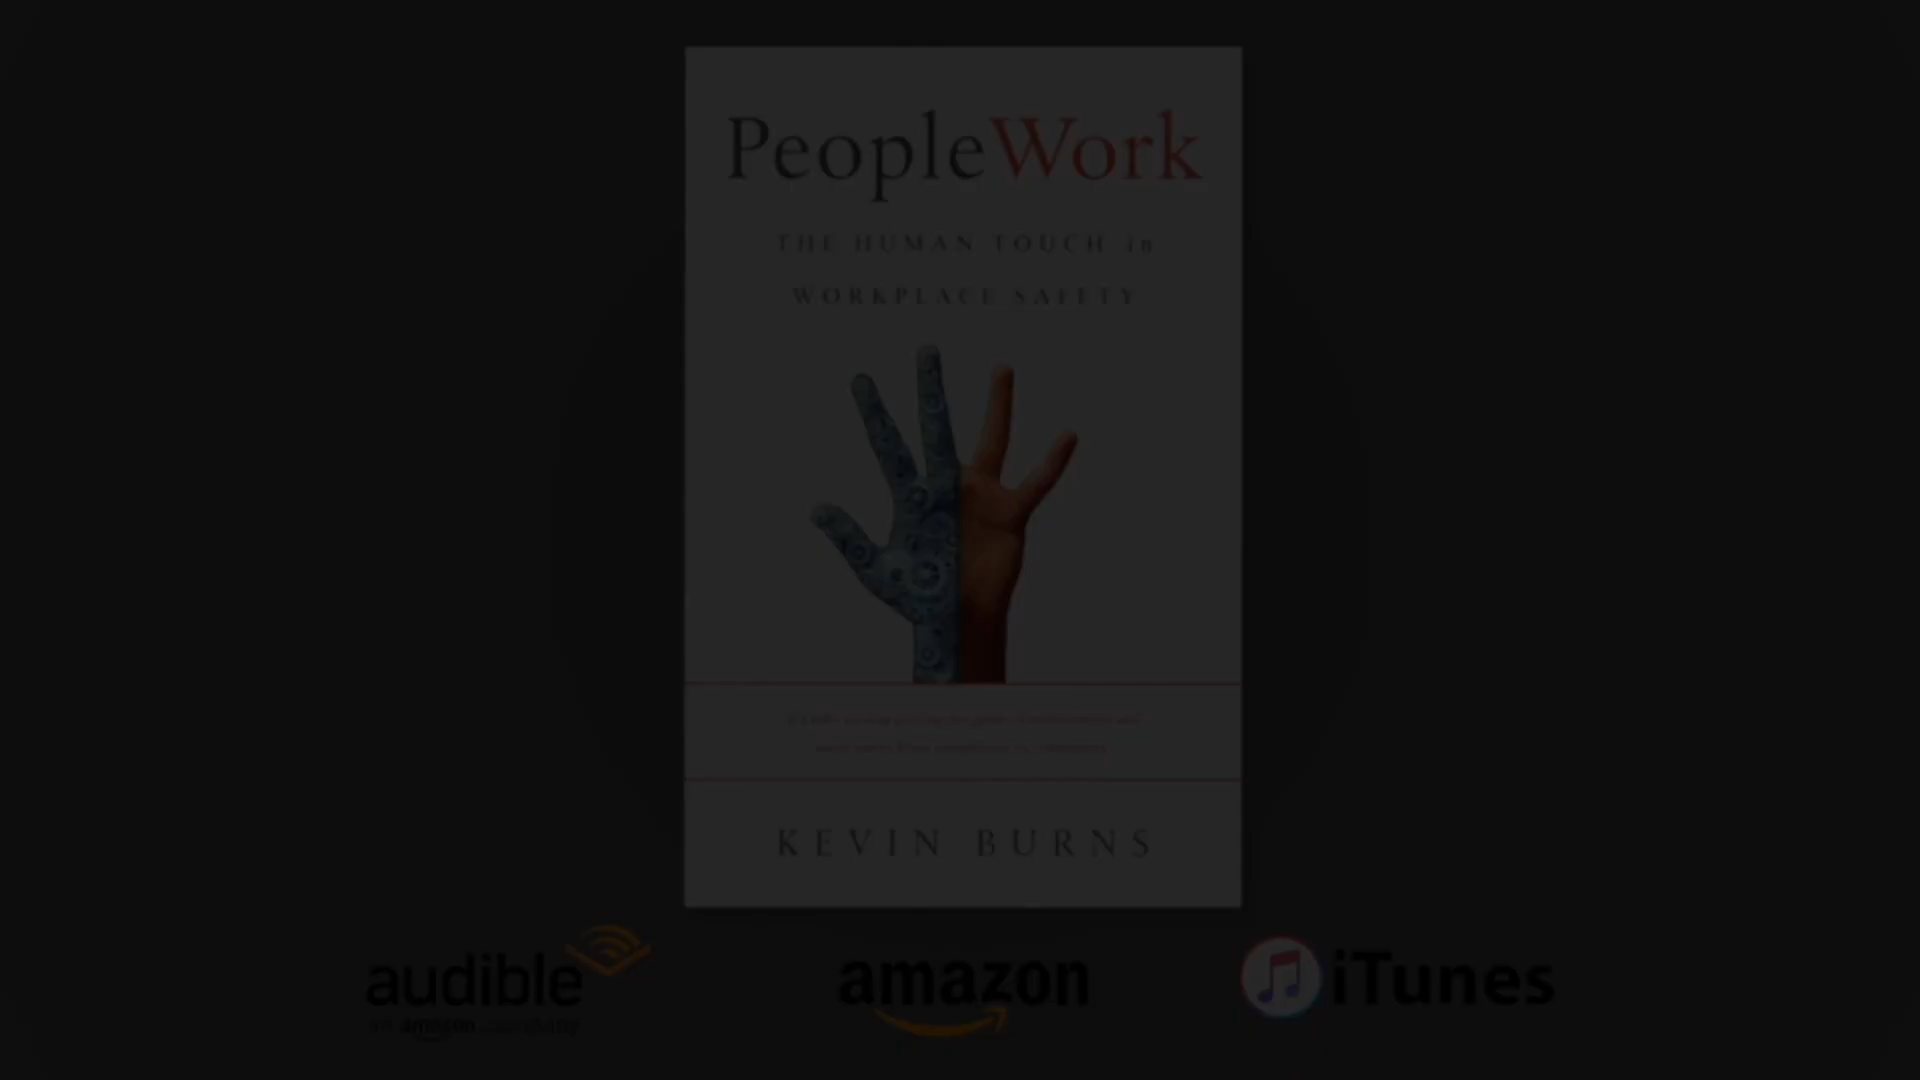 PeopleWork
THE HUMAN TOUCH in
WORKPLACE SAFETY
KEVIN BURNS
audible
an amazon company
amazon
iTunes